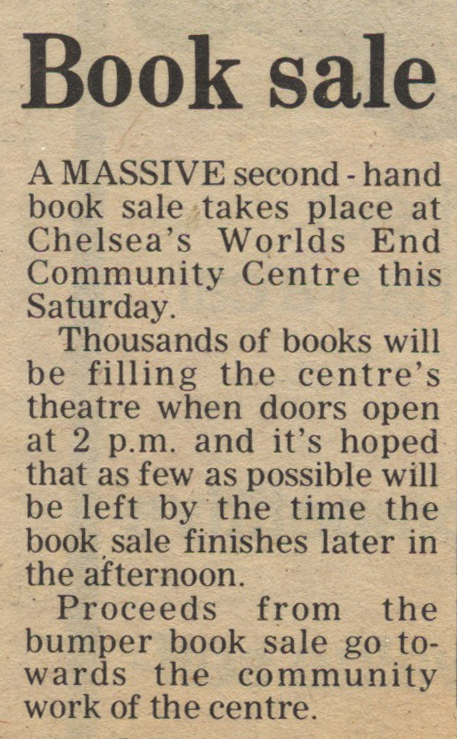 Book sale
A MASSIVE second - hand
book sale takes place at
Chelsea's Worlds End
Community Centre this
Saturday.
Thousands of books will
be filling the centre's
theatre when doors open
at 2 p.m. and it's hoped
that as few as possible will
be left by the time the
book sale finishes later in
the afternoon.
Proceeds from the
bumper book sale go to-
wards the community
work of the centre.